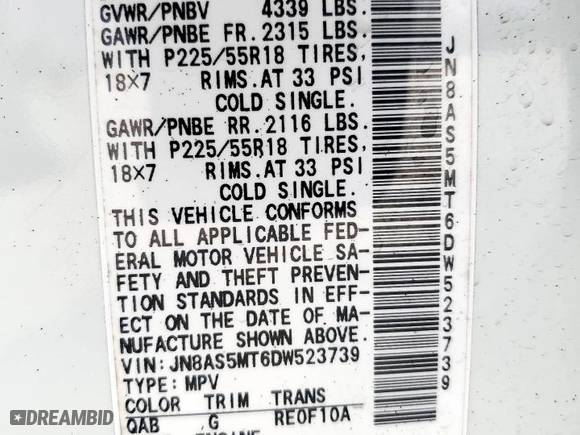 GVWR/PNBV 4339 LBS.
GAWR/PNBE FR. 2315 LBS.
WITH P225/55R18 TIRES,
18×7 RIMS.AT 33 PSI
COLD SINGLE.
GAWR/PNBE RR. 2116 LBS.
WITH P225/55R18 TIRES,
18×7 RIMS.AT 33 PSI
COLD SINGLE.
THIS VEHICLE CONFORMS
TO ALL APPLICABLE FED-
ERAL MOTOR VEHICLE SA-
FETY AND THEFT PREVEN-
TION STANDARDS IN EFF-
ECT ON THE DATE OF MA-
NUFACTURE SHOWN ABOVE.
VIN: JN8AS5MT6DW523739
TYPE: MPV
COLOR TRIM TRANS
QAB G RE0F10A
ENGINE
JN8AS5MT6DW523739
DREAMBID